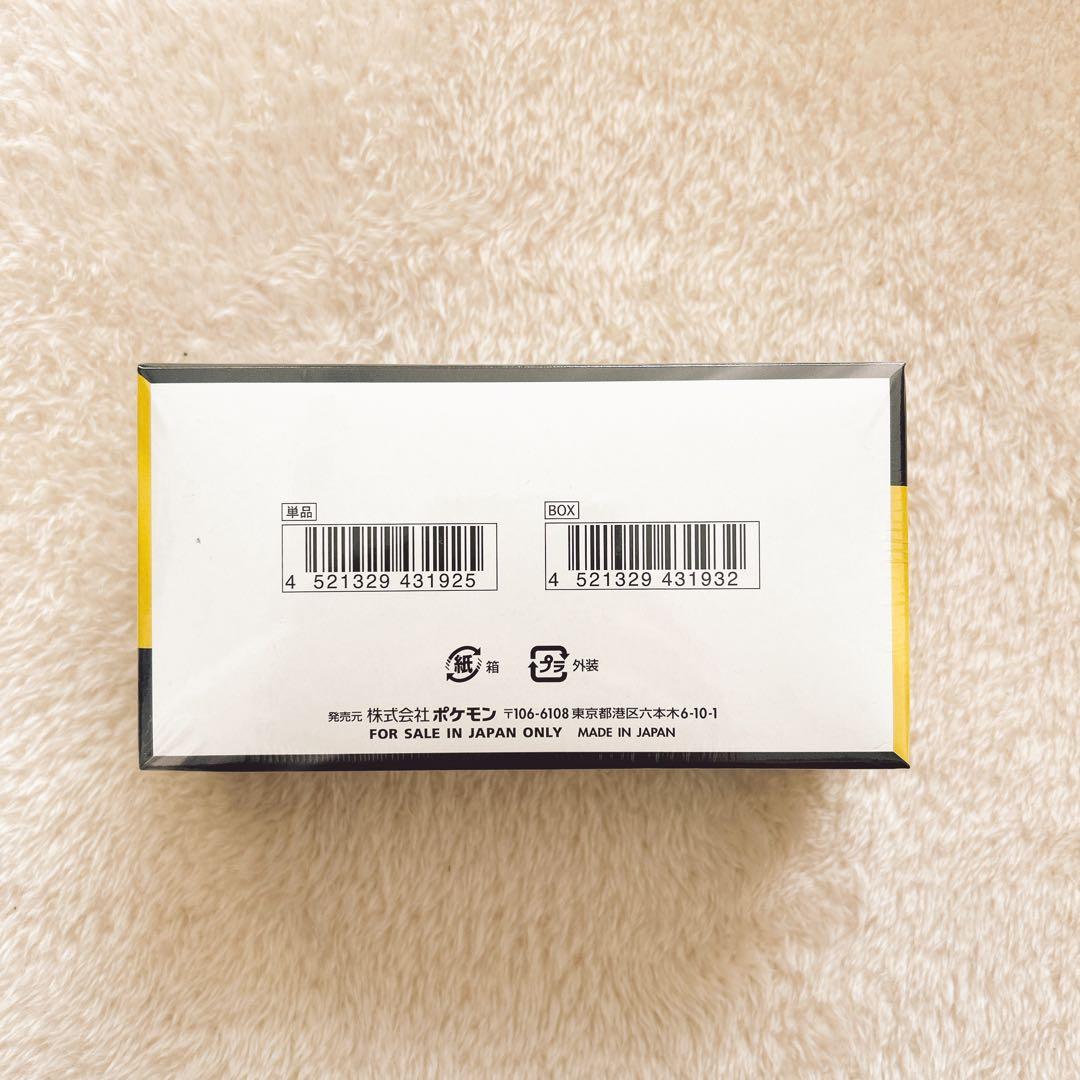 単品
BOX
4 521329 431925
4 521329 431932
紙 箱
プラ 外装
発売元 株式会社 ポケモン 〒106-6108 東京都港区六本木6-10-1
FOR SALE IN JAPAN ONLY MADE IN JAPAN